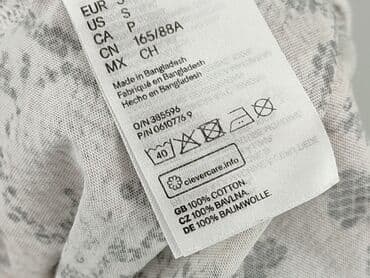 EUR S
US S
CA P
CN 165/88A
MX CH
Made in Bangladesh
Fabriqué en Bangladesh
Hecho en Bangladesh
O/N 385596
P/N 0610776 9
40
clevercare.info
GB 100% COTTON.
CZ 100% BAVLNA.
DE 100% BAUMWOLLE.